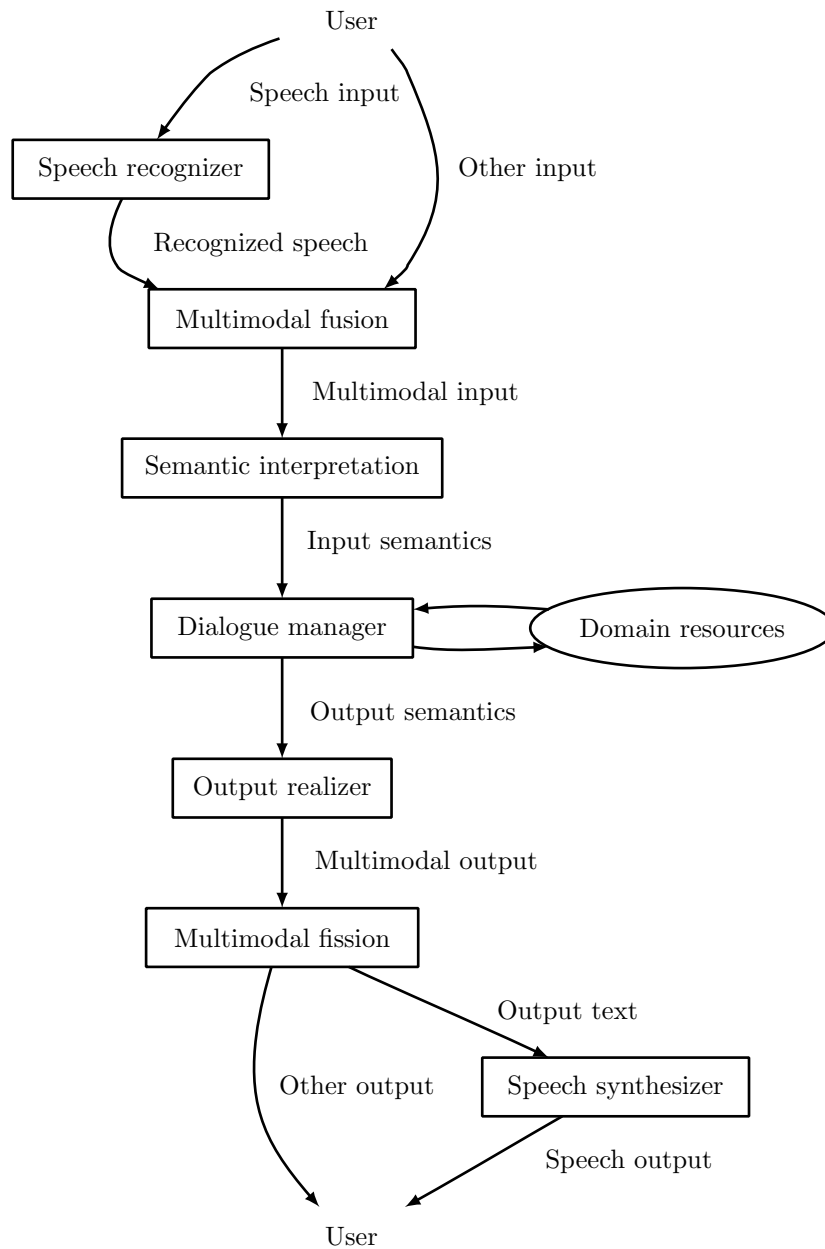 User
Speech input
Speech recognizer
Other input
Recognized speech
Multimodal fusion
Multimodal input
Semantic interpretation
Input semantics
Dialogue manager
Domain resources
Output semantics
Output realizer
Multimodal output
Multimodal fission
Output text
Other output
Speech synthesizer
Speech output
User